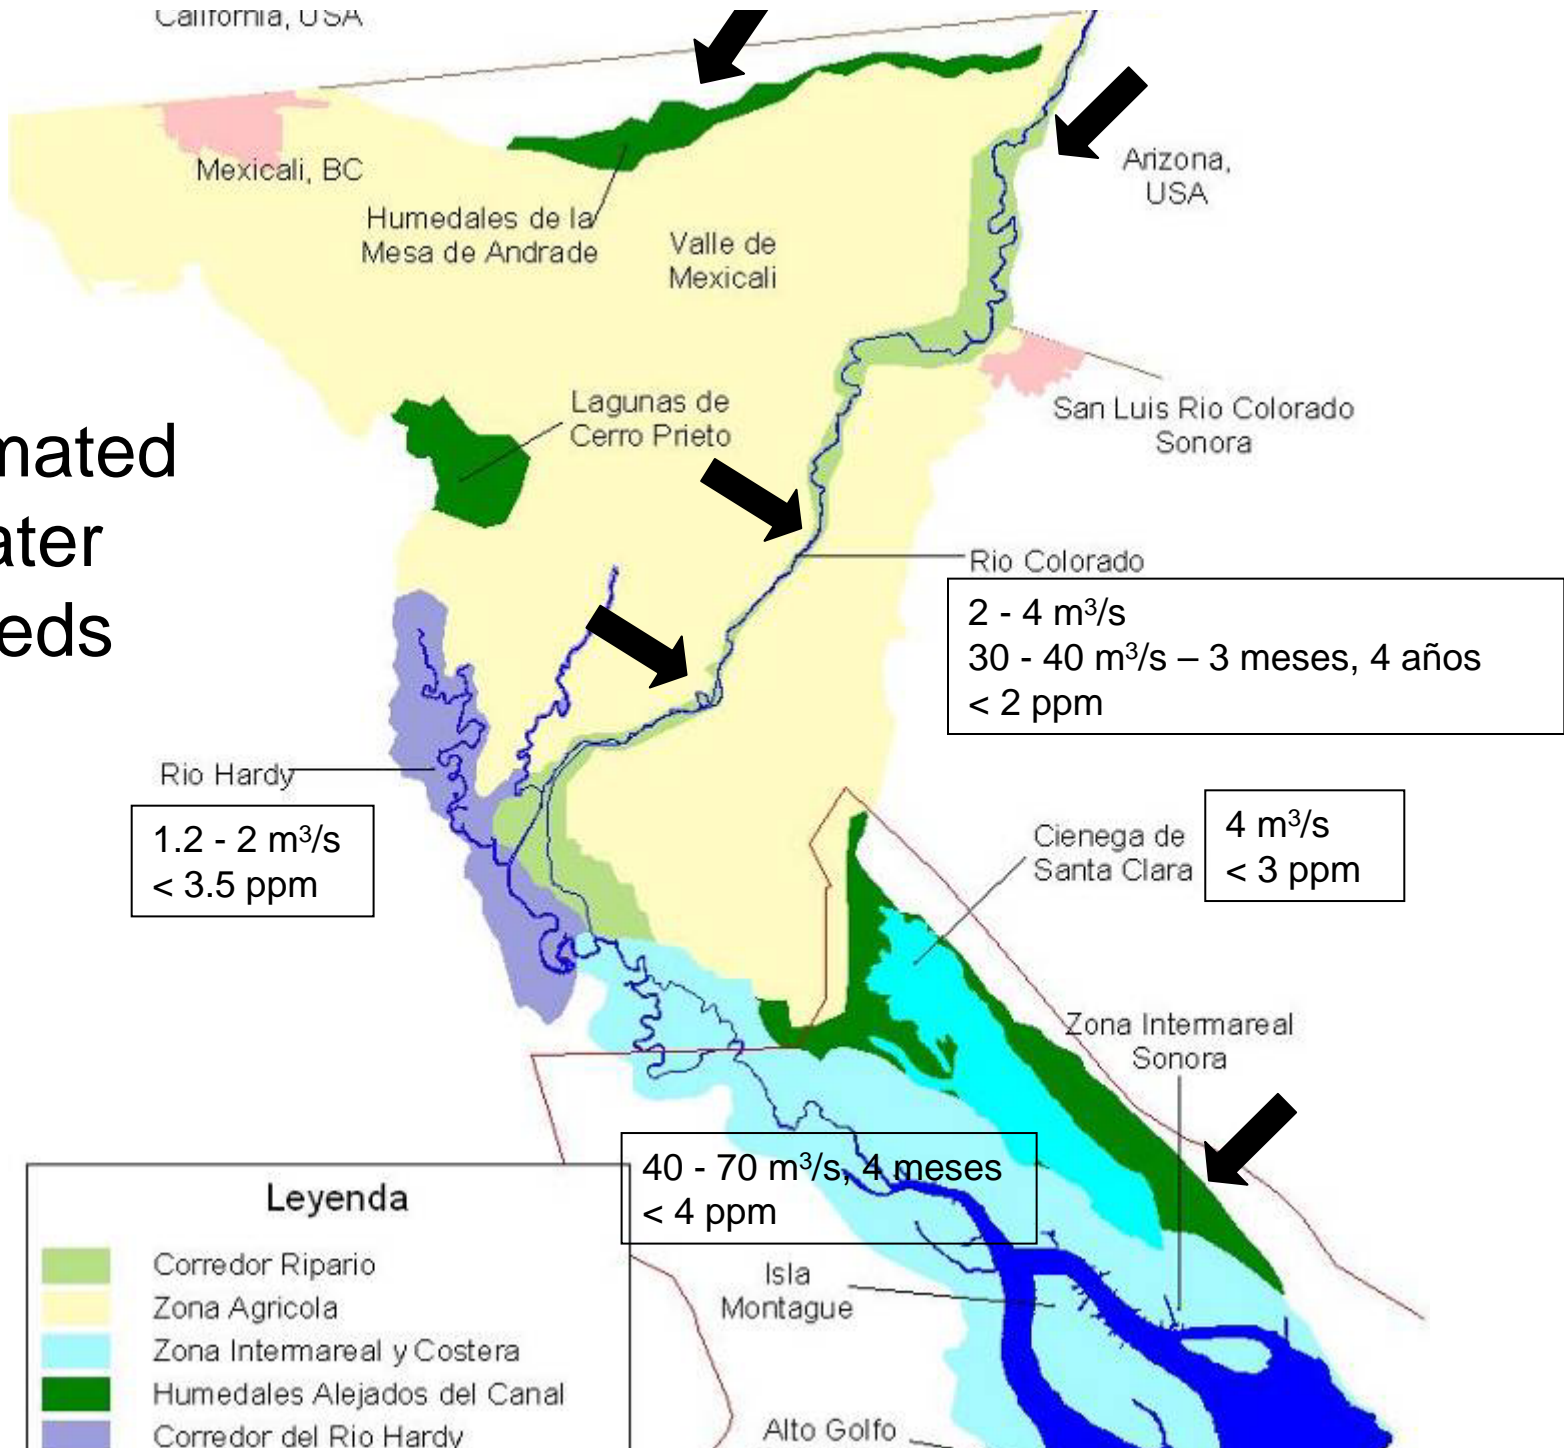 California, USA
Mexicali, BC
Humedales de la
Mesa de Andrade
Valle de
Mexicali
Arizona,
USA
Lagunas de
Cerro Prieto
San Luis Rio Colorado
Sonora
mated
ater
eds
Rio Colorado
2 - 4 m³/s
30 - 40 m³/s – 3 meses, 4 años
< 2 ppm
Rio Hardy
1.2 - 2 m³/s
< 3.5 ppm
Cienega de
Santa Clara
4 m³/s
< 3 ppm
Zona Intermareal
Sonora
40 - 70 m³/s, 4 meses
< 4 ppm
Isla
Montague
Alto Golfo
Leyenda
Corredor Ripario
Zona Agricola
Zona Intermareal y Costera
Humedales Alejados del Canal
Corredor del Rio Hardy